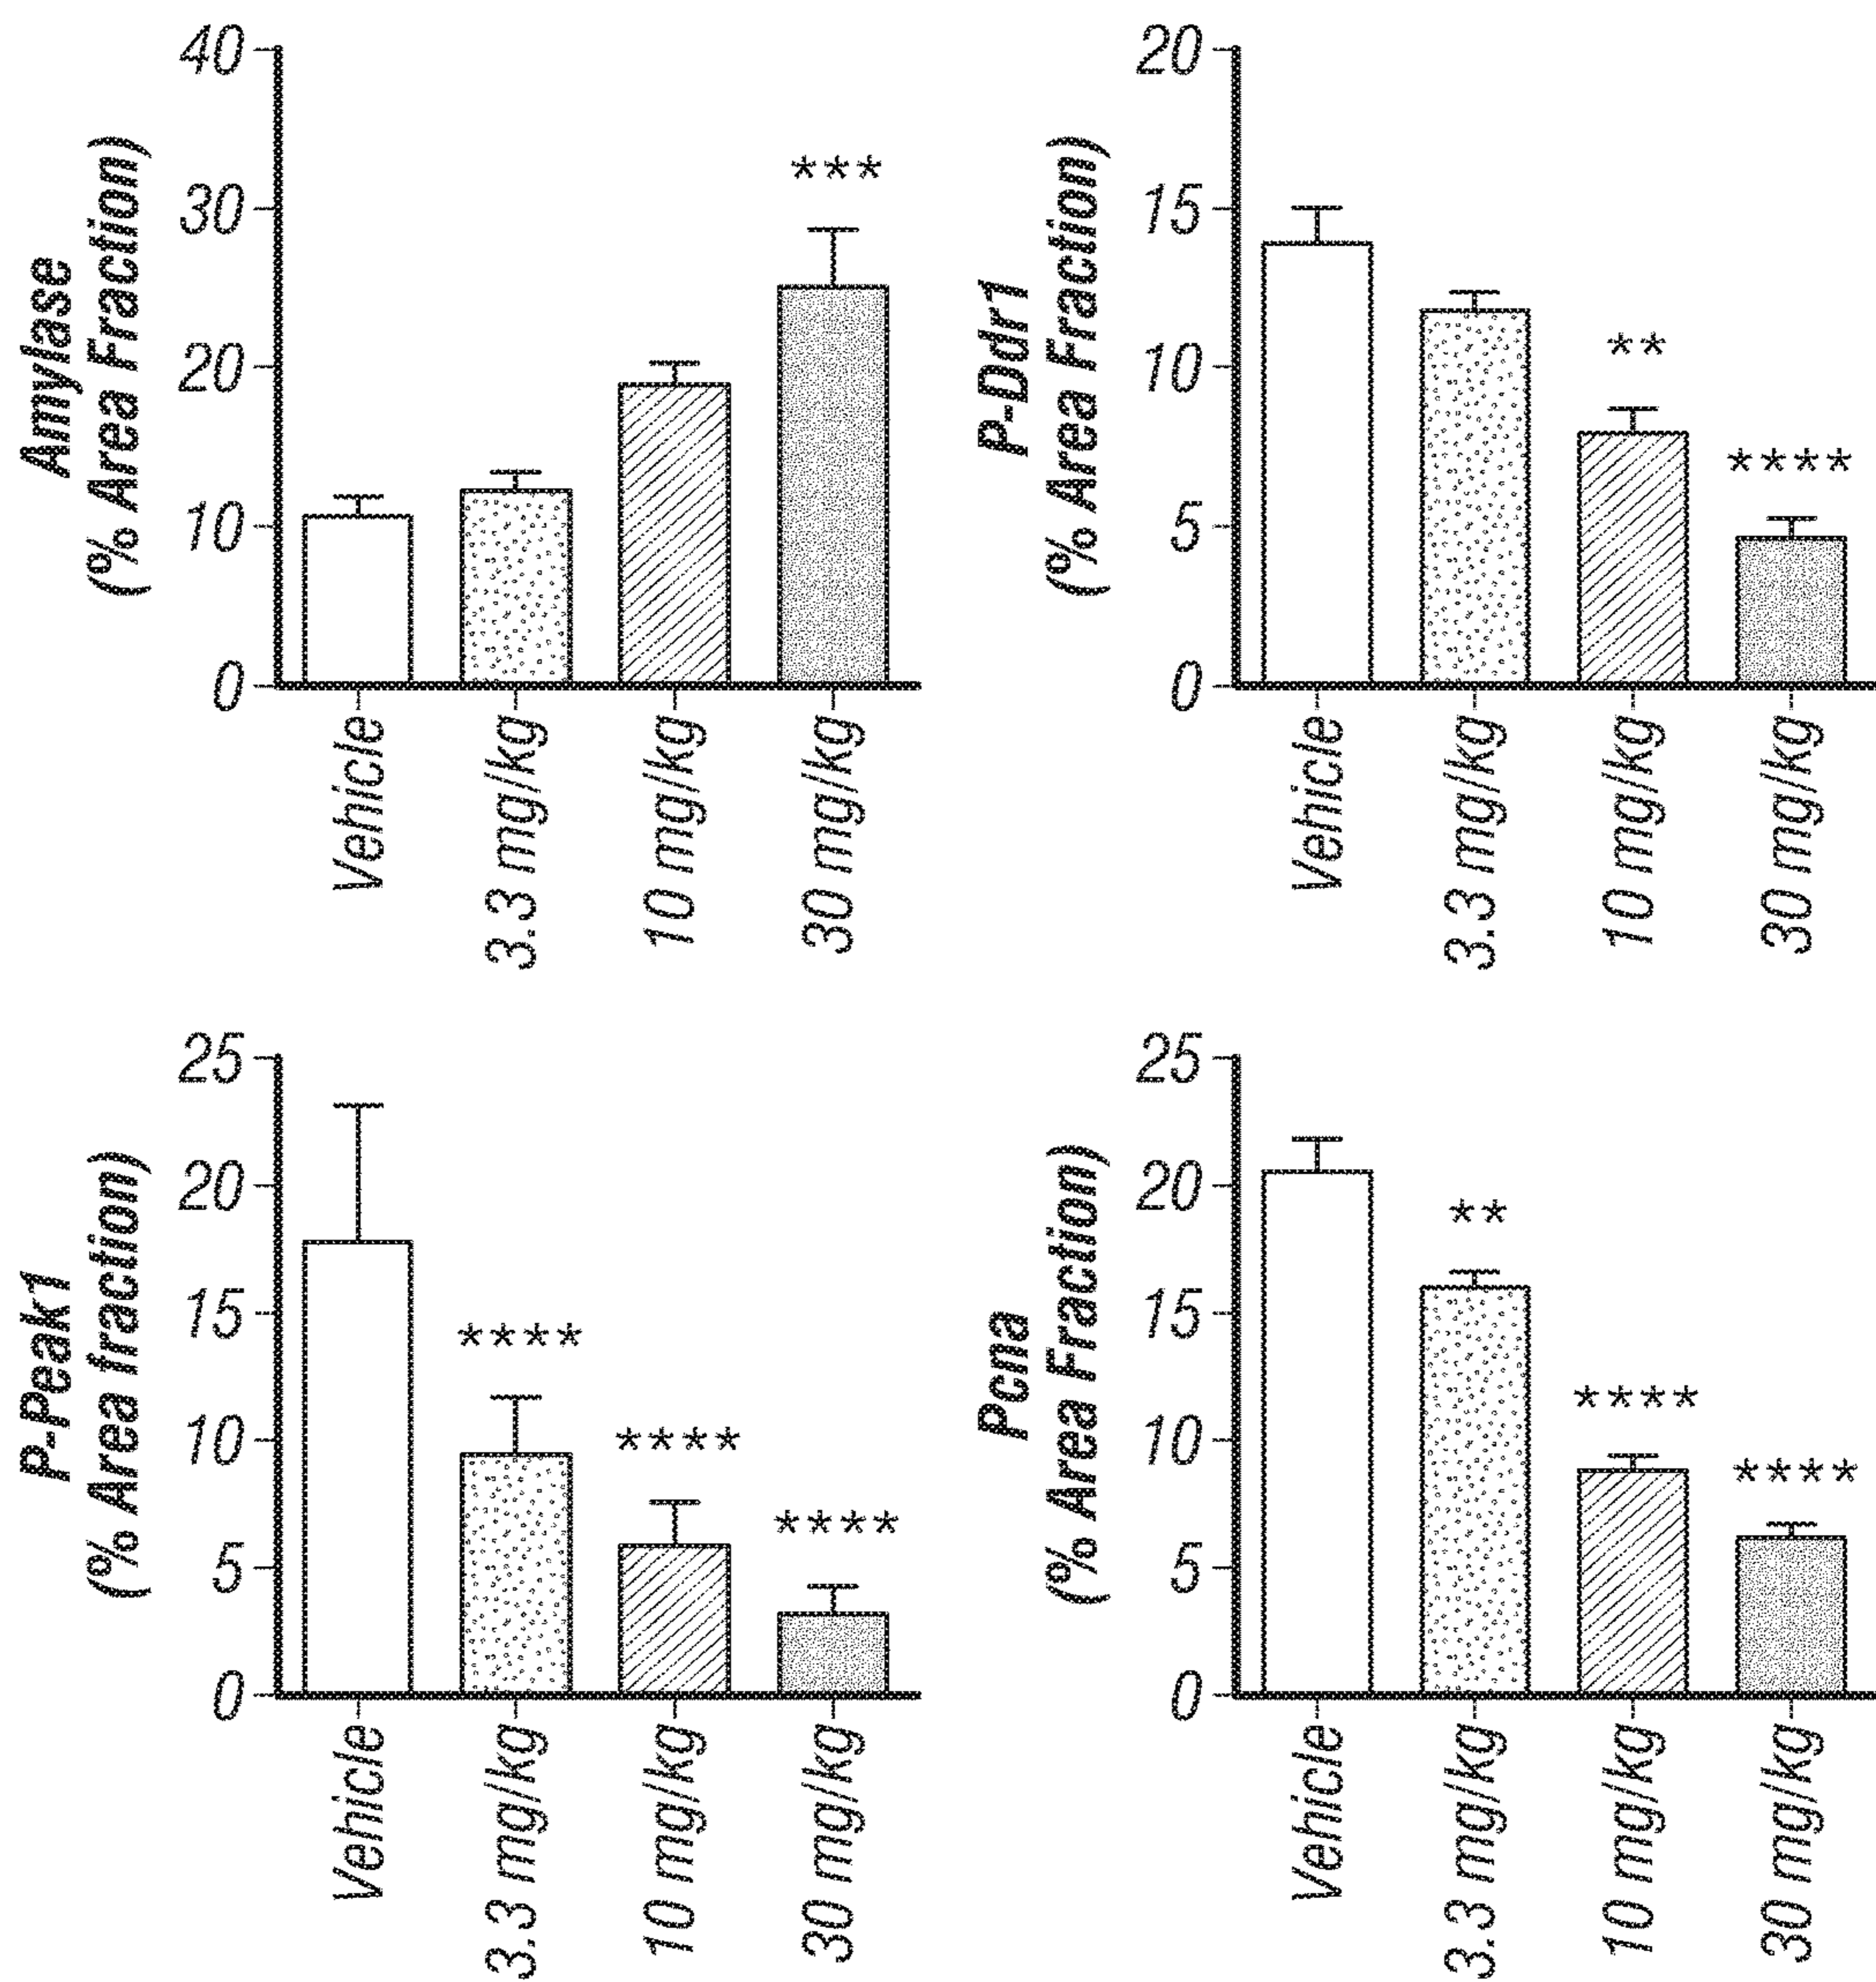 Amylase
(% Area Fraction)
40
30
20
10
0
***
Vehicle
3.3 mg/kg
10 mg/kg
30 mg/kg
P-Ddr1
(% Area Fraction)
20
15
10
5
0
**
****
Vehicle
3.3 mg/kg
10 mg/kg
30 mg/kg
P-Peak1
(% Area fraction)
25
20
15
10
5
0
****
****
****
Vehicle
3.3 mg/kg
10 mg/kg
30 mg/kg
Pcna
(% Area Fraction)
25
20
15
10
5
0
**
****
****
Vehicle
3.3 mg/kg
10 mg/kg
30 mg/kg